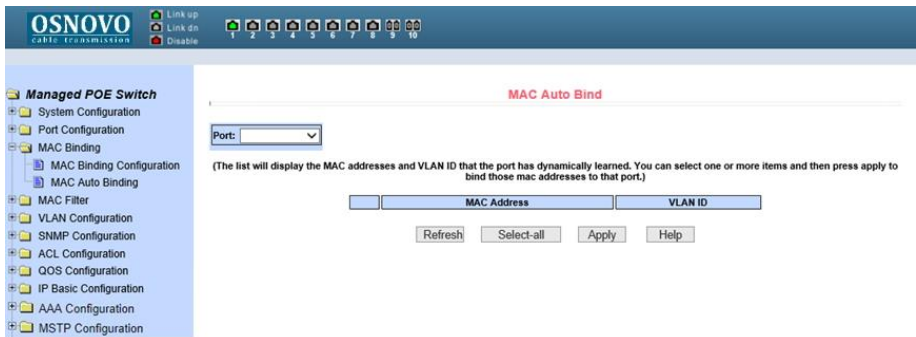 OSNOVO
cable transmission
Link up
Link dn
Disable
1 2 3 4 5 6 7 8 9 10
Managed POE Switch
System Configuration
Port Configuration
MAC Binding
MAC Binding Configuration
MAC Auto Binding
MAC Filter
VLAN Configuration
SNMP Configuration
ACL Configuration
QOS Configuration
IP Basic Configuration
AAA Configuration
MSTP Configuration
MAC Auto Bind
Port:
(The list will display the MAC addresses and VLAN ID that the port has dynamically learned. You can select one or more items and then press apply to
bind those mac addresses to that port.)
MAC Address VLAN ID
Refresh Select-all Apply Help